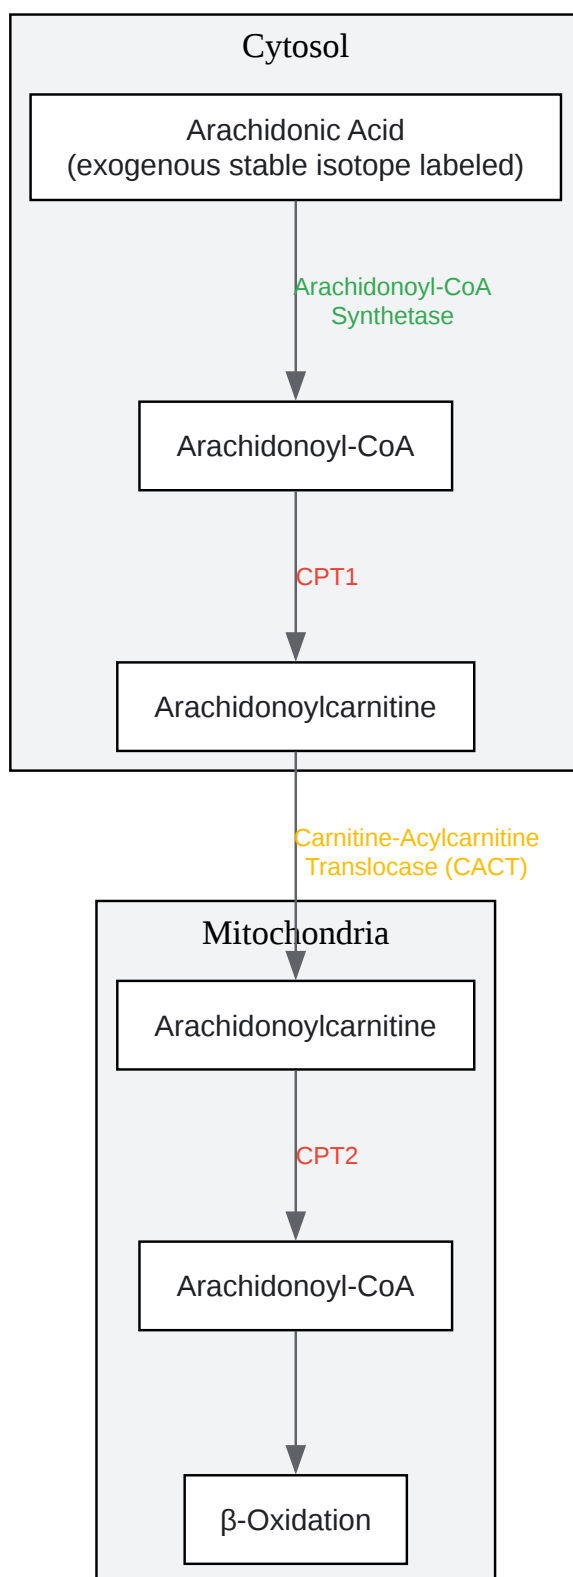 Cytosol
Arachidonic Acid
(exogenous stable isotope labeled)
Arachidonoyl-CoA
Synthetase
Arachidonoyl-CoA
CPT1
Arachidonoylcarnitine
Carnitine-Acylcarnitine
Translocase (CACT)
Mitochondria
Arachidonoylcarnitine
CPT2
Arachidonoyl-CoA
β-Oxidation